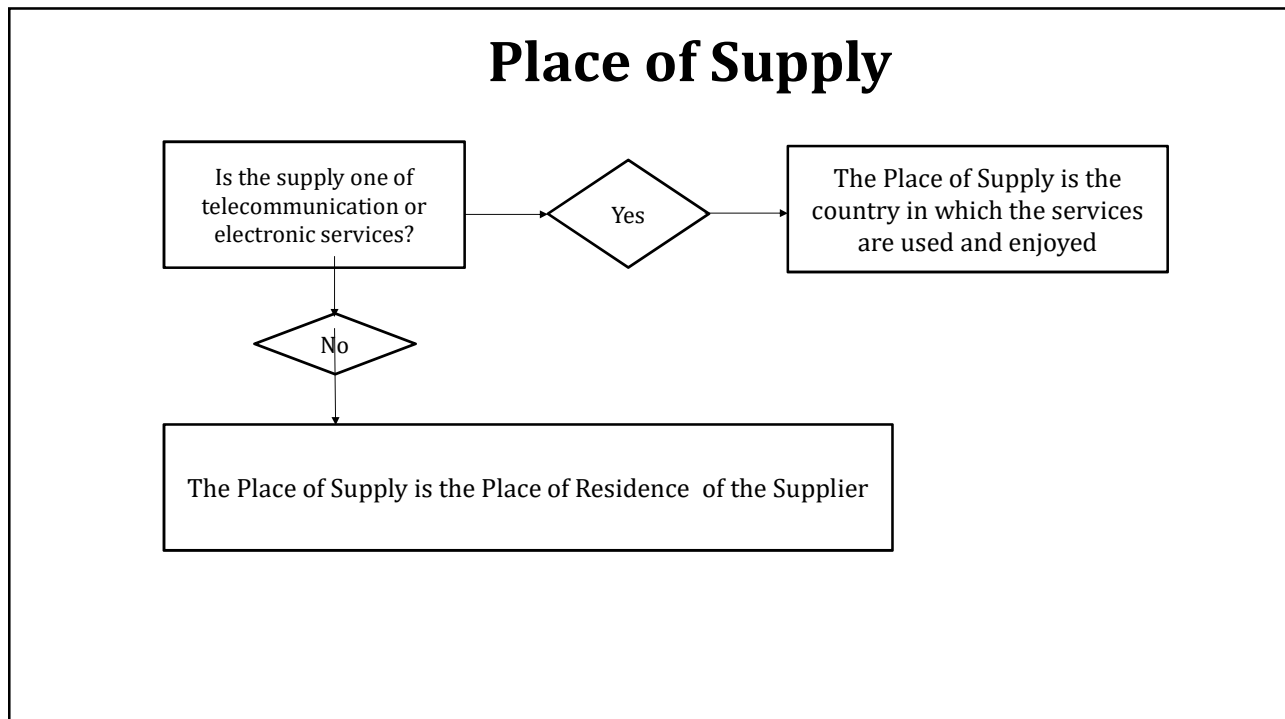 Place of Supply
Is the supply one of
telecommunication or
electronic services?
Yes
The Place of Supply is the
country in which the services
are used and enjoyed
No
The Place of Supply is the Place of Residence  of the Supplier